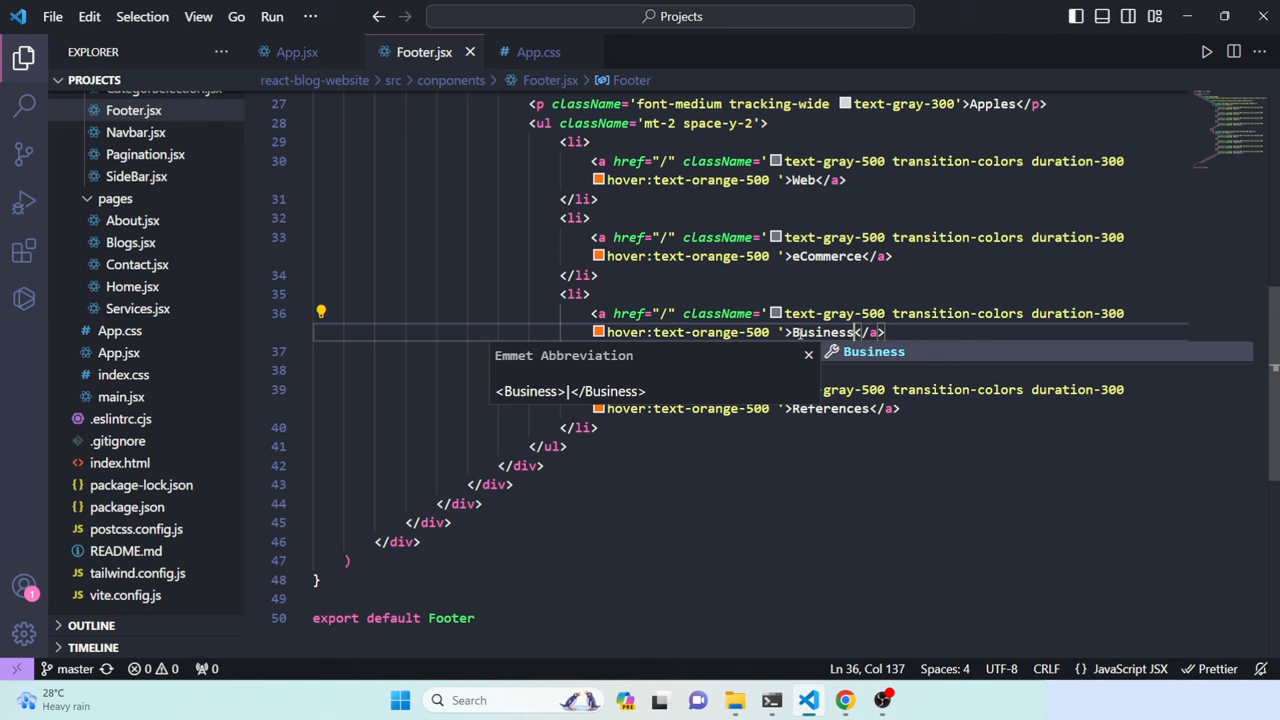 File Edit Selection View Go Run ··· Projects
EXPLORER ···
App.jsx Footer.jsx App.css
PROJECTS
react-blog-website > src > conponents > Footer.jsx > Footer
CategorSelection.jsx
Footer.jsx
Navbar.jsx
Pagination.jsx
SideBar.jsx
pages
About.jsx
Blogs.jsx
Contact.jsx
Home.jsx
Services.jsx
App.css
App.jsx
index.css
main.jsx
.eslintrc.cjs
.gitignore
index.html
package-lock.json
package.json
postcss.config.js
README.md
tailwind.config.js
vite.config.js
OUTLINE
TIMELINE
27 <p className='font-medium tracking-wide text-gray-300'>Apples</p>
28 <ul className='mt-2 space-y-2'>
29 <li>
30 <a href="/" className='text-gray-500 transition-colors duration-300
hover:text-orange-500 '>Web</a>
31 </li>
32 <li>
33 <a href="/" className='text-gray-500 transition-colors duration-300
hover:text-orange-500 '>eCommerce</a>
34 </li>
35 <li>
36 <a href="/" className='text-gray-500 transition-colors duration-300
hover:text-orange-500 '>Business</a>
37
Emmet Abbreviation
Business
38
<Business>|</Business>
39 text-gray-500 transition-colors duration-300
hover:text-orange-500 '>References</a>
40 </li>
41 </ul>
42 </div>
43 </div>
44 </div>
45 </div>
46 </div>
47 )
48 }
49
50 export default Footer
master 0 0 0 Ln 36, Col 137 Spaces: 4 UTF-8 CRLF {} JavaScript JSX Prettier
28°C
Heavy rain
Search
PRE
1